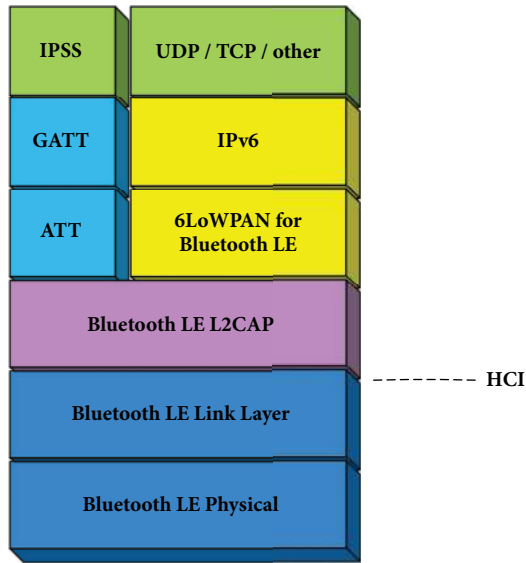 IPSS
UDP / TCP / other
GATT
IPv6
ATT
6LoWPAN for
Bluetooth LE
Bluetooth LE L2CAP
HCI
Bluetooth LE Link Layer
Bluetooth LE Physical